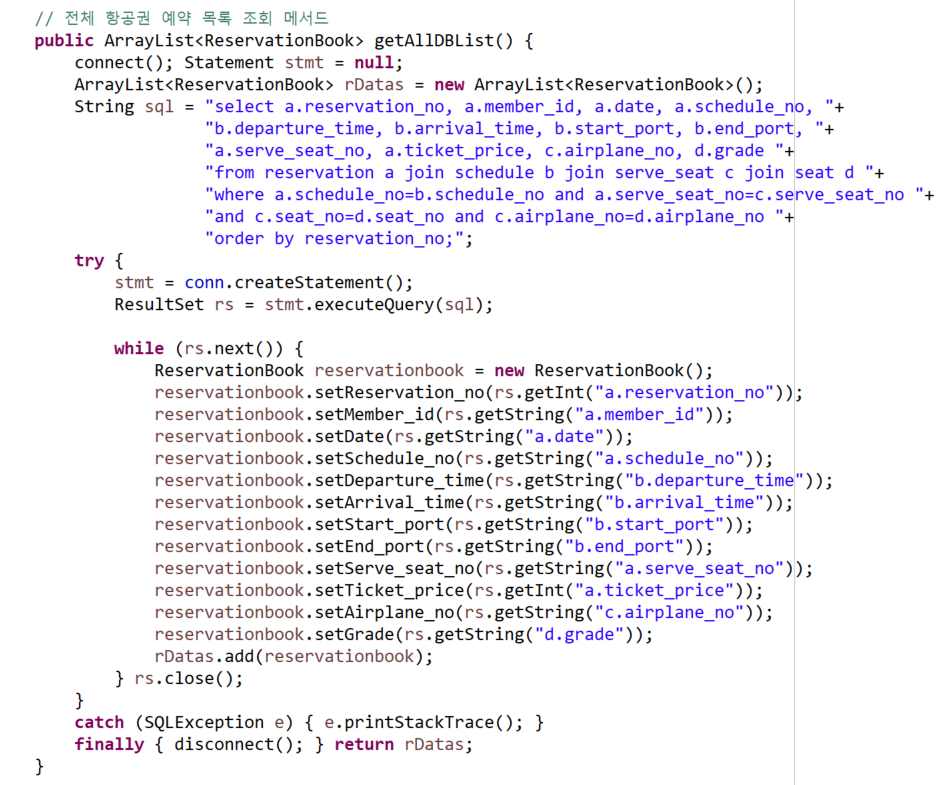 // 전체 항공권 예약 목록 조회 메서드
public ArrayList<ReservationBook> getAllDBList() {
    connect(); Statement stmt = null;
    ArrayList<ReservationBook> rDatas = new ArrayList<ReservationBook>();
    String sql = "select a.reservation_no, a.member_id, a.date, a.schedule_no, "+
                 "b.departure_time, b.arrival_time, b.start_port, b.end_port, "+
                 "a.serve_seat_no, a.ticket_price, c.airplane_no, d.grade "+
                 "from reservation a join schedule b join serve_seat c join seat d "+
                 "where a.schedule_no=b.schedule_no and a.serve_seat_no=c.serve_seat_no "+
                 "and c.seat_no=d.seat_no and c.airplane_no=d.airplane_no "+
                 "order by reservation_no;";
    try {
        stmt = conn.createStatement();
        ResultSet rs = stmt.executeQuery(sql);

        while (rs.next()) {
            ReservationBook reservationbook = new ReservationBook();
            reservationbook.setReservation_no(rs.getInt("a.reservation_no"));
            reservationbook.setMember_id(rs.getString("a.member_id"));
            reservationbook.setDate(rs.getString("a.date"));
            reservationbook.setSchedule_no(rs.getString("a.schedule_no"));
            reservationbook.setDeparture_time(rs.getString("b.departure_time"));
            reservationbook.setArrival_time(rs.getString("b.arrival_time"));
            reservationbook.setStart_port(rs.getString("b.start_port"));
            reservationbook.setEnd_port(rs.getString("b.end_port"));
            reservationbook.setServe_seat_no(rs.getString("a.serve_seat_no"));
            reservationbook.setTicket_price(rs.getInt("a.ticket_price"));
            reservationbook.setAirplane_no(rs.getString("c.airplane_no"));
            reservationbook.setGrade(rs.getString("d.grade"));
            rDatas.add(reservationbook);
        } rs.close();
    }
    catch (SQLException e) { e.printStackTrace(); }
    finally { disconnect(); } return rDatas;
}